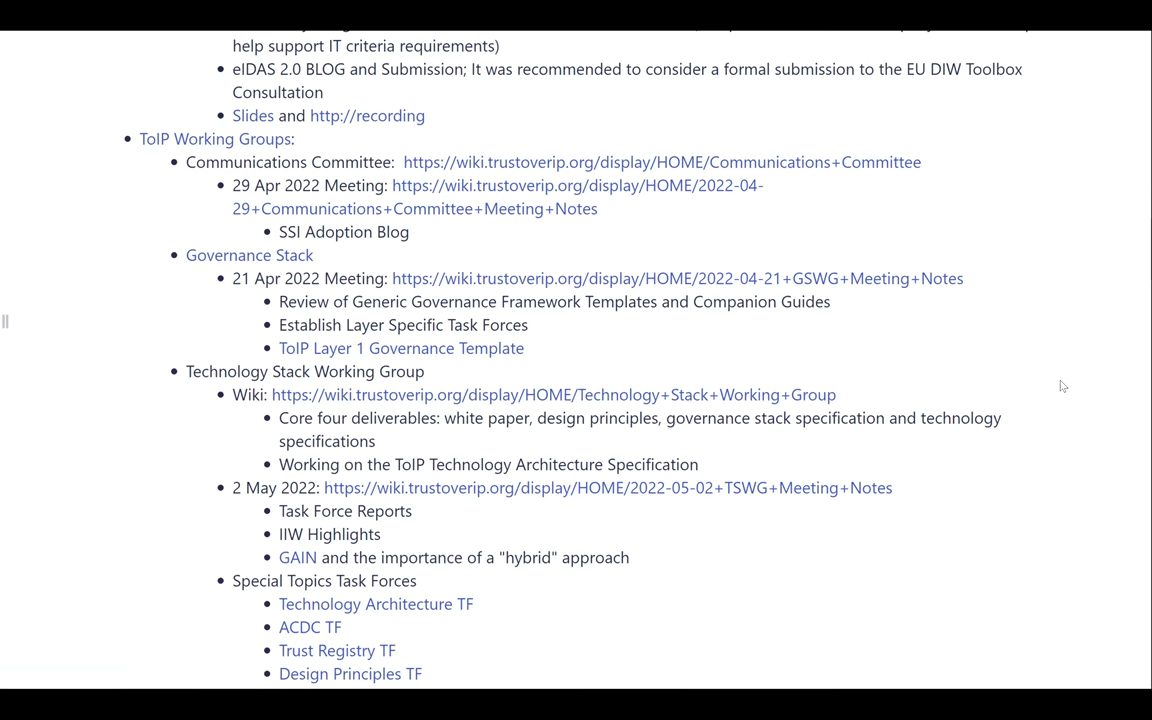 help support IT criteria requirements)
eIDAS 2.0 BLOG and Submission; It was recommended to consider a formal submission to the EU DIW Toolbox
Consultation
Slides and http://recording
ToIP Working Groups:
Communications Committee: https://wiki.trustoverip.org/display/HOME/Communications+Committee
29 Apr 2022 Meeting: https://wiki.trustoverip.org/display/HOME/2022-04-
29+Communications+Committee+Meeting+Notes
SSI Adoption Blog
Governance Stack
21 Apr 2022 Meeting: https://wiki.trustoverip.org/display/HOME/2022-04-21+GSWG+Meeting+Notes
Review of Generic Governance Framework Templates and Companion Guides
Establish Layer Specific Task Forces
ToIP Layer 1 Governance Template
Technology Stack Working Group
Wiki: https://wiki.trustoverip.org/display/HOME/Technology+Stack+Working+Group
Core four deliverables: white paper, design principles, governance stack specification and technology
specifications
Working on the ToIP Technology Architecture Specification
2 May 2022: https://wiki.trustoverip.org/display/HOME/2022-05-02+TSWG+Meeting+Notes
Task Force Reports
IIW Highlights
GAIN and the importance of a "hybrid" approach
Special Topics Task Forces
Technology Architecture TF
ACDC TF
Trust Registry TF
Design Principles TF